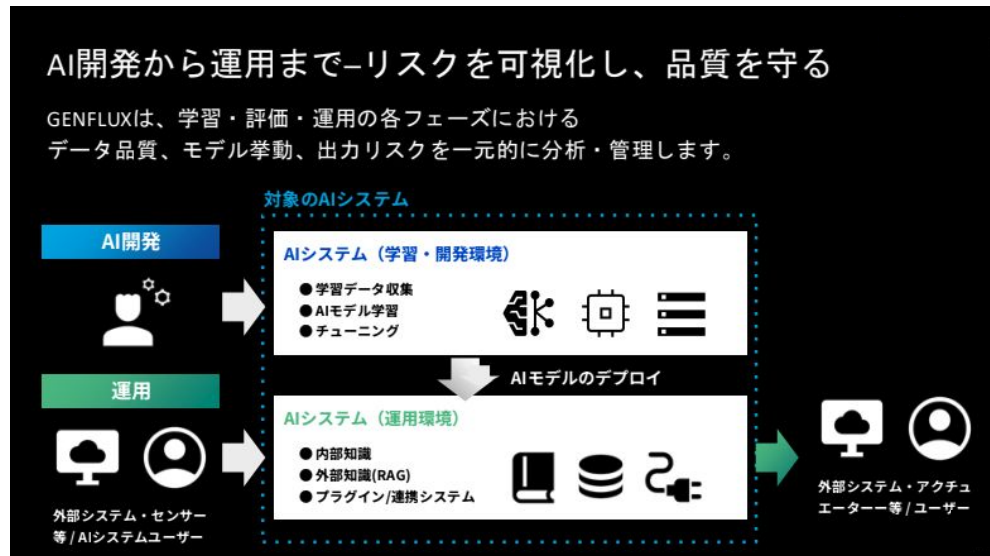 AI開発から運用まで–リスクを可視化し、品質を守る
GENFLUXは、学習・評価・運用の各フェーズにおける
データ品質、モデル挙動、出力リスクを一元的に分析・管理します。
対象のAIシステム
AI開発
AIシステム（学習・開発環境）
●学習データ収集
●AIモデル学習
●チューニング
AIモデルのデプロイ
運用
AIシステム（運用環境）
●内部知識
●外部知識(RAG)
●プラグイン/連携システム
外部システム・センサー
等/AIシステムユーザー
外部システム・アクチュ
エーターー等/ユーザー